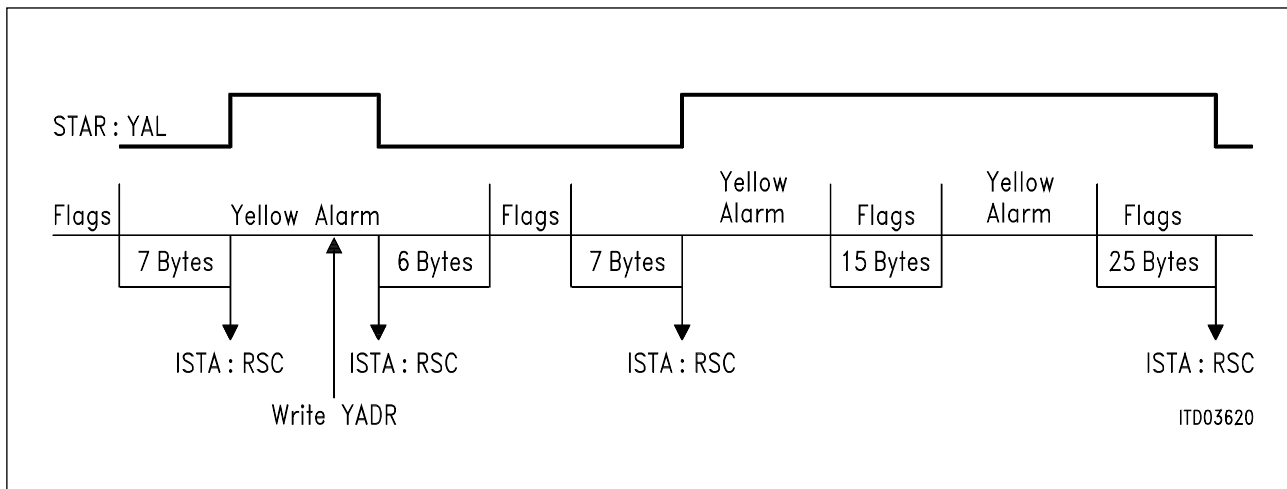 STAR : YAL
Yellow Alarm
Yellow Alarm
Flags
Yellow Alarm
Flags
Flags
Flags
7 Bytes
6 Bytes
7 Bytes
15 Bytes
25 Bytes
ISTA : RSC
ISTA : RSC
ISTA : RSC
ISTA : RSC
Write YADR
ITD03620